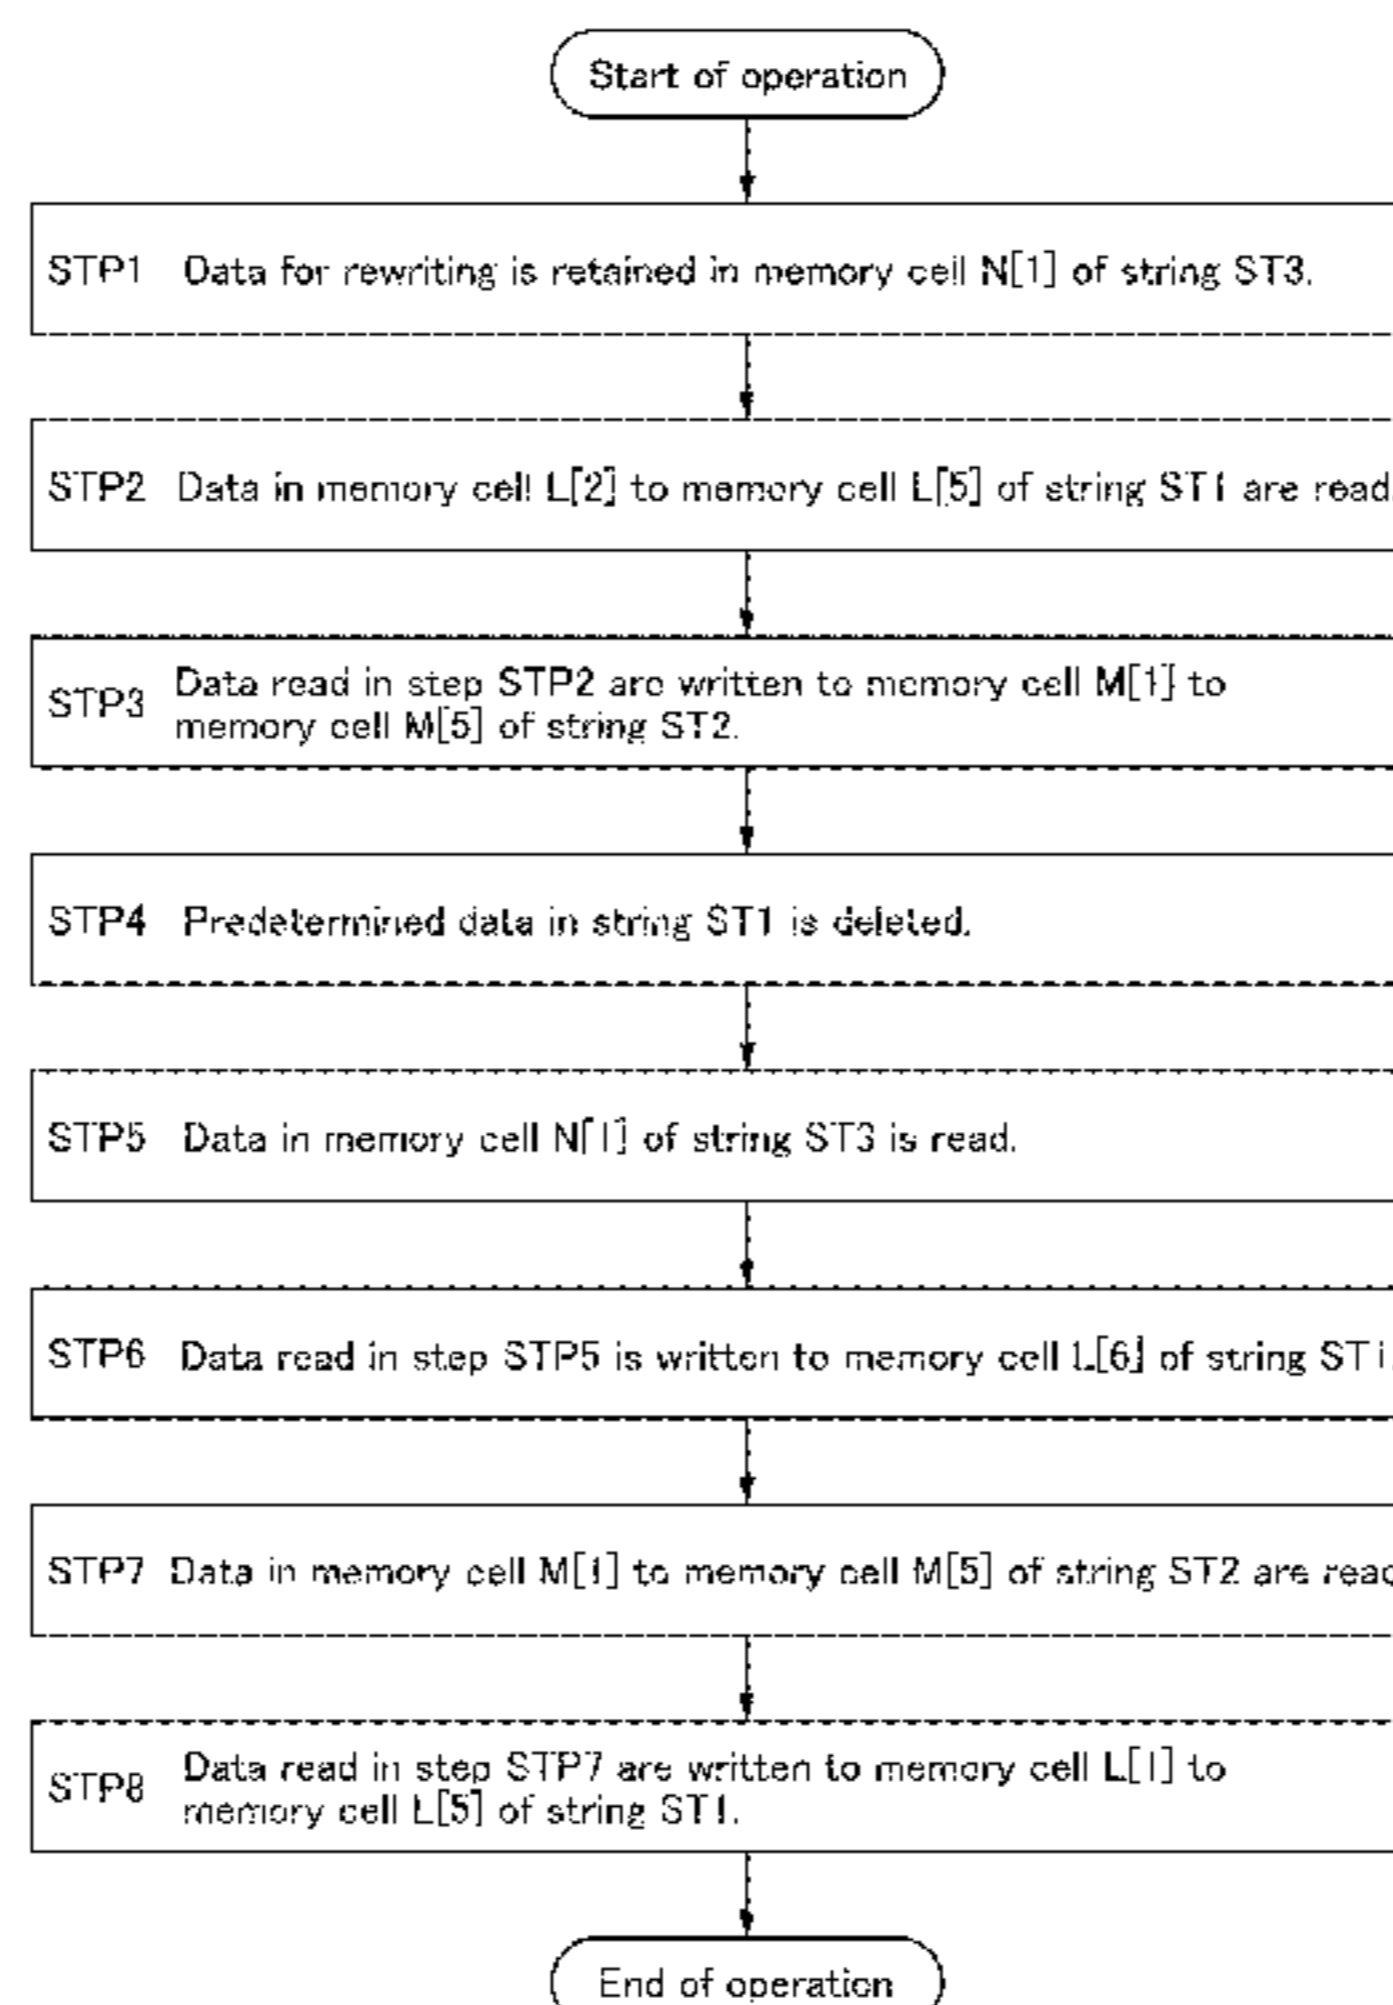 Start of operation
STP1 Data for rewriting is retained in memory cell N[1] of string ST3.
STP2 Data in memory cell L[2] to memory cell L[5] of string ST1 are read.
STP3 Data read in step STP2 are written to memory cell M[1] to
memory cell M[5] of string ST2.
STP4 Predetermined data in string ST1 is deleted.
STP5 Data in memory cell N[1] of string ST3 is read.
STP6 Data read in step STP5 is written to memory cell L[6] of string ST1.
STP7 Data in memory cell M[1] to memory cell M[5] of string ST2 are read
STP8 Data read in step STP7 are written to memory cell L[1] to
memory cell L[5] of string ST1.
End of operation